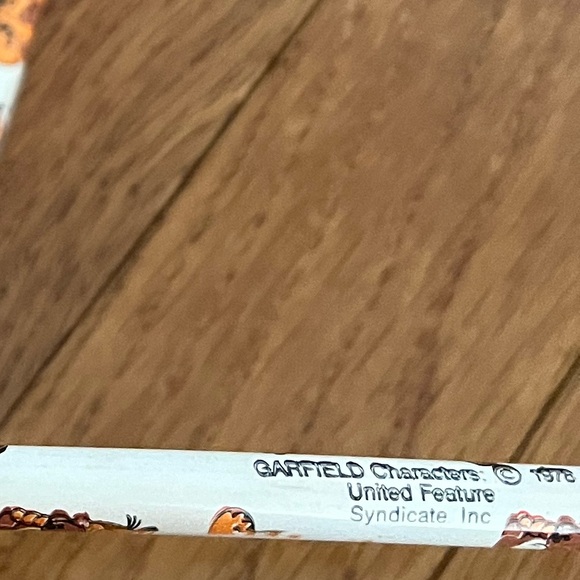 GARFIELD Characters: © 1978
United Feature
Syndicate, Inc